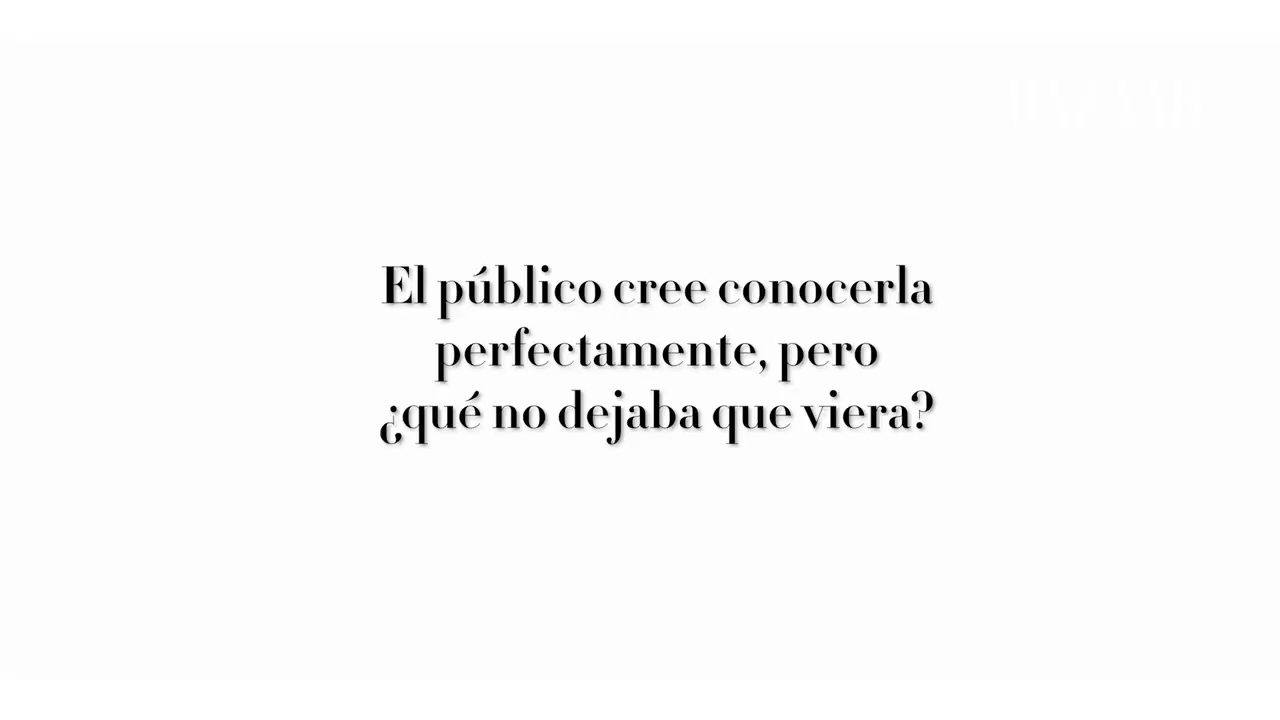 El público cree conocerla
perfectamente, pero
¿qué no dejaba que viera?